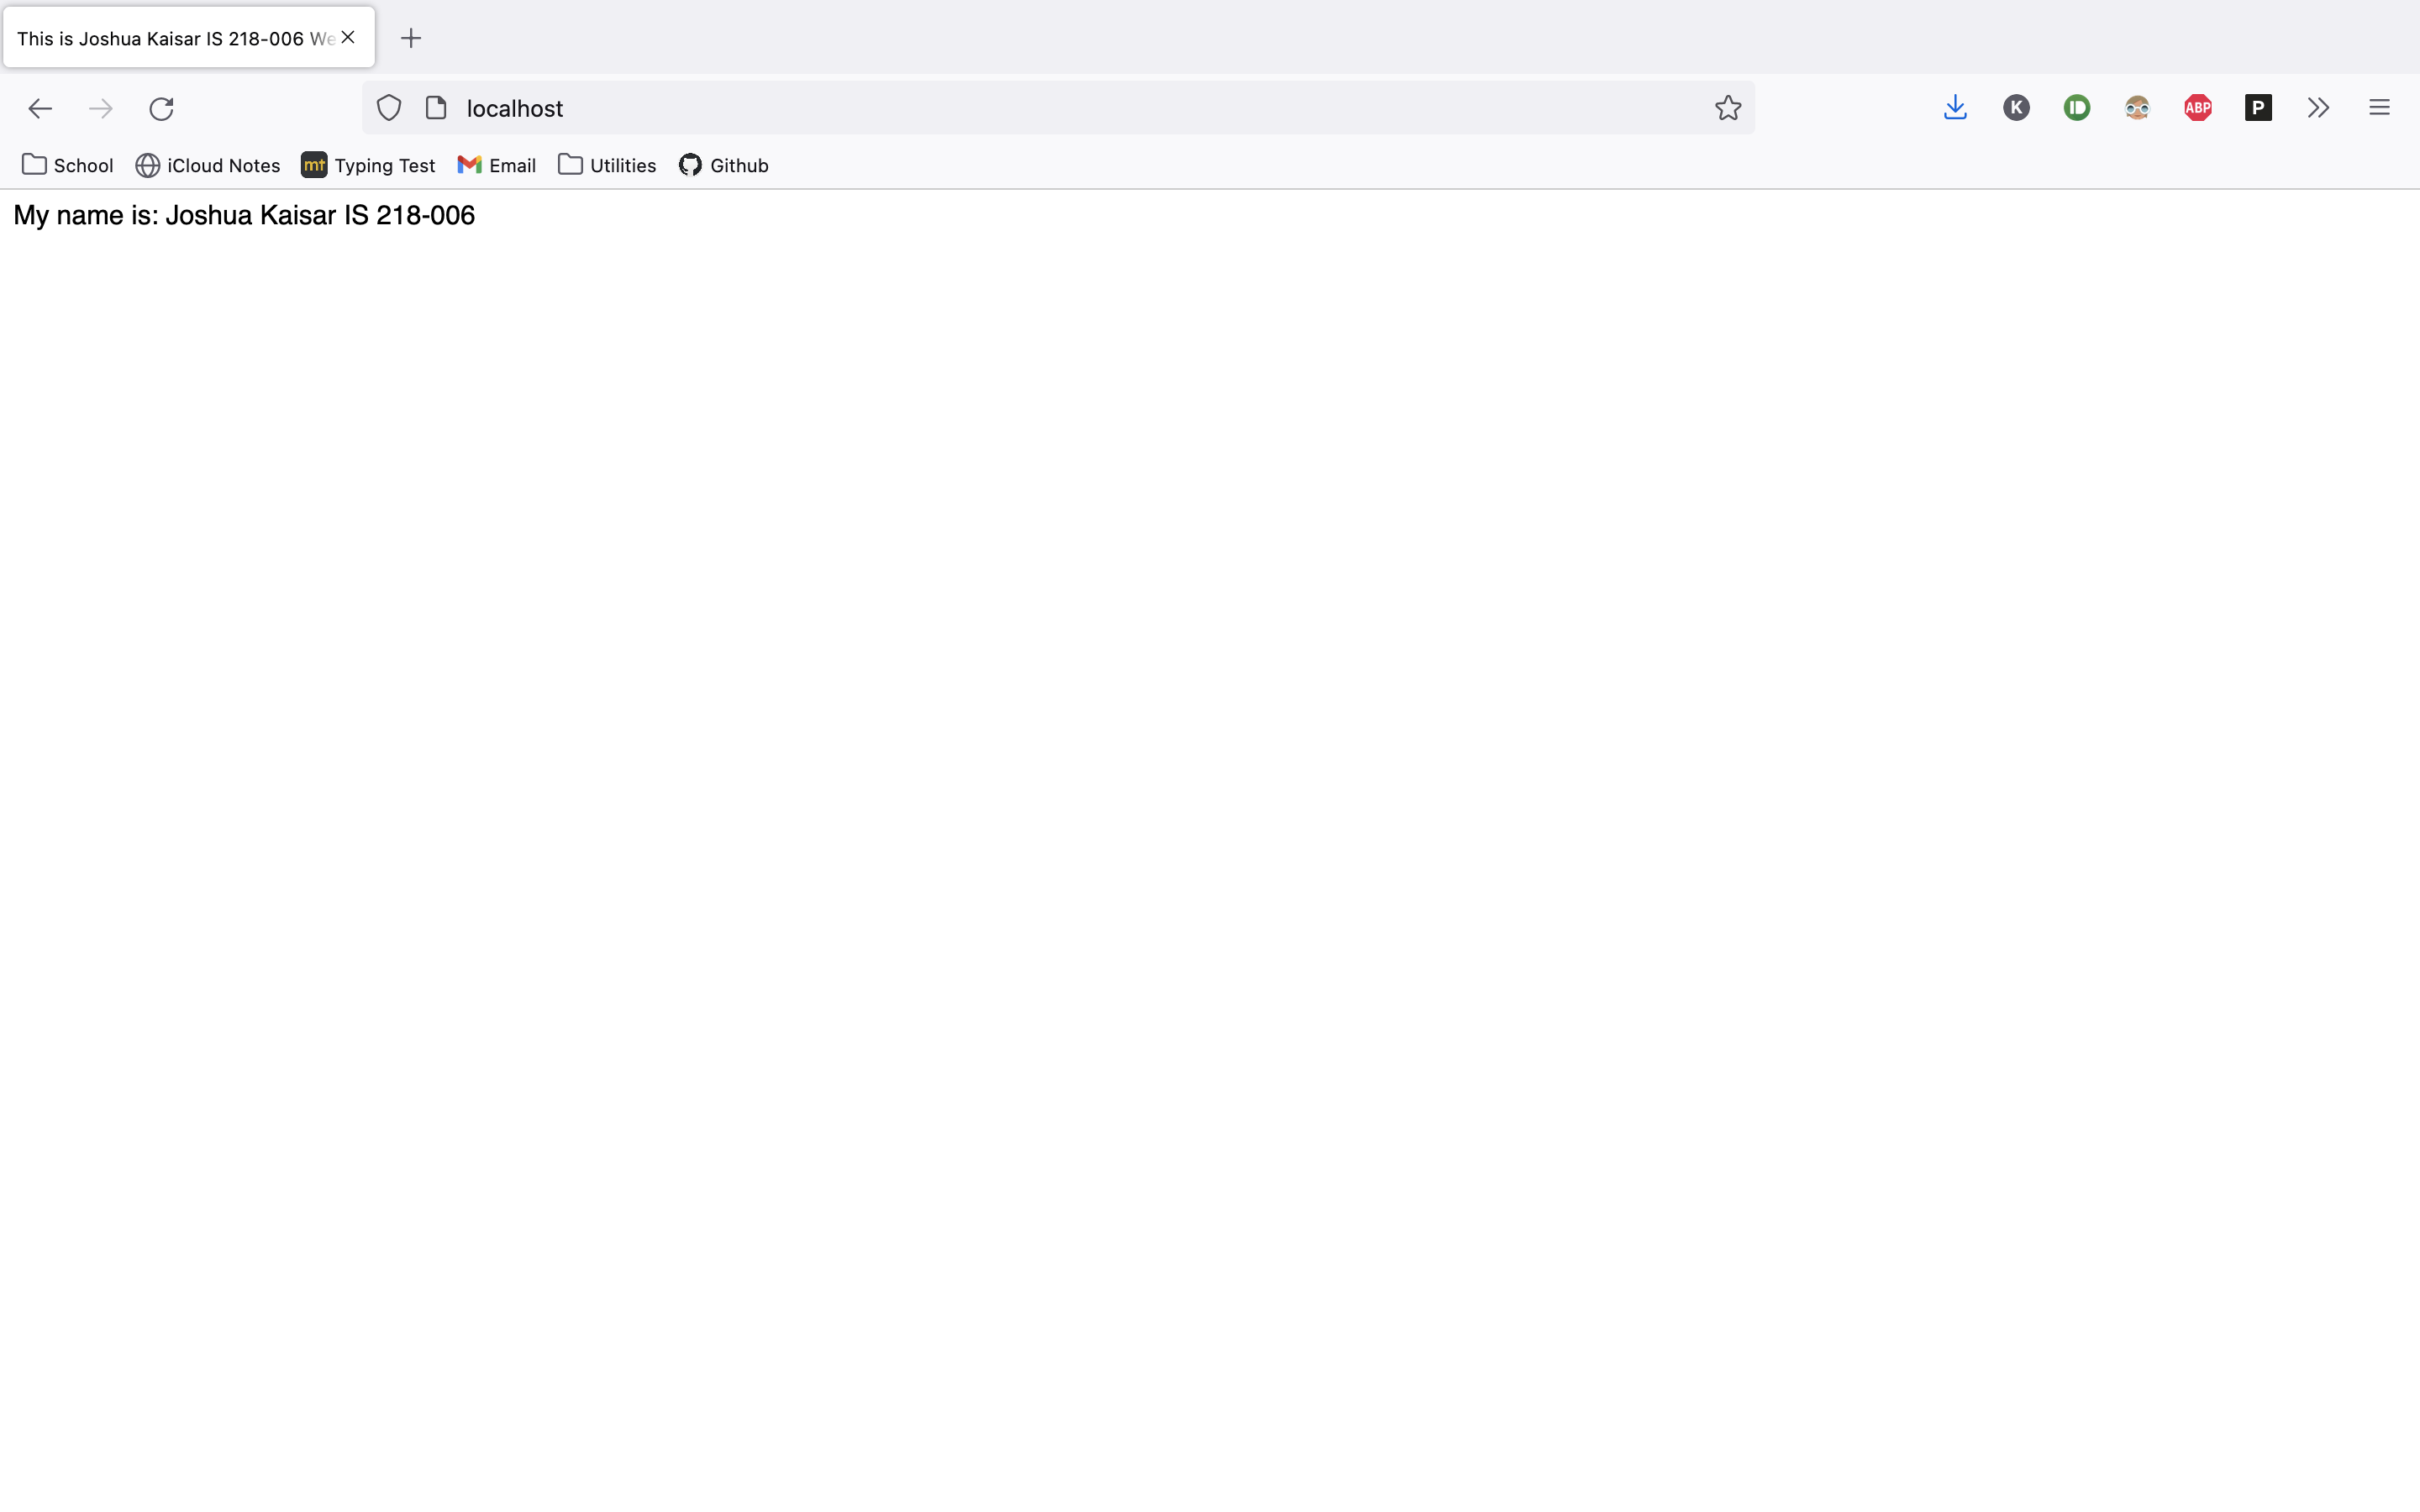 This is Joshua Kaisar IS 218-006 We
localhost
K
ID
ABP
P
School
iCloud Notes
mt
Typing Test
Email
Utilities
Github
My name is: Joshua Kaisar IS 218-006